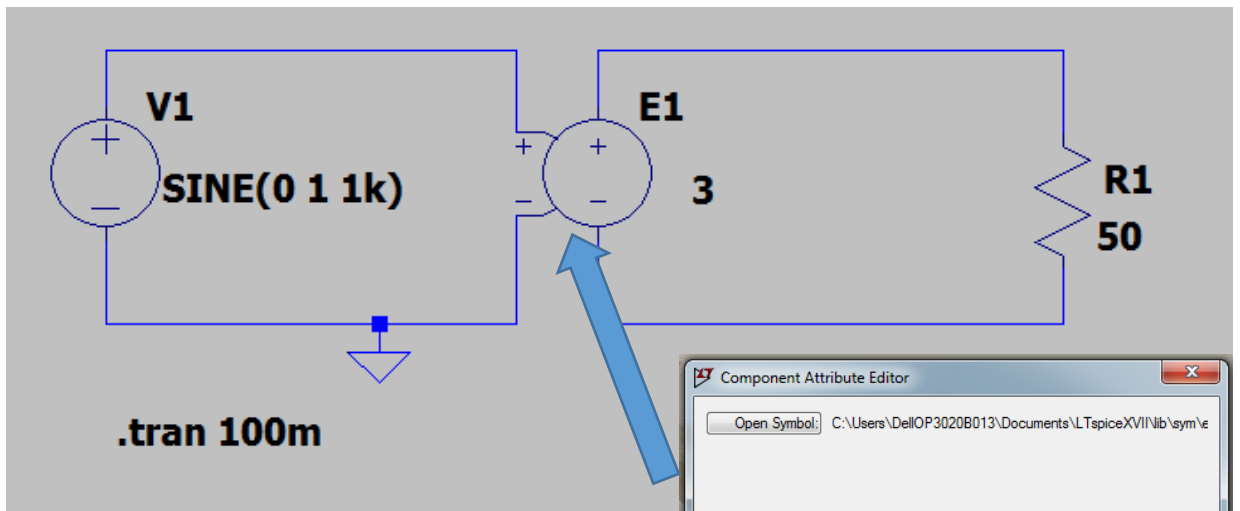 V1
SINE(0 1 1k)
E1
3
R1
50
.tran 100m
Component Attribute Editor
Open Symbol: C:\Users\DellOP3020B013\Documents\LTspiceXVII\lib\sym\e